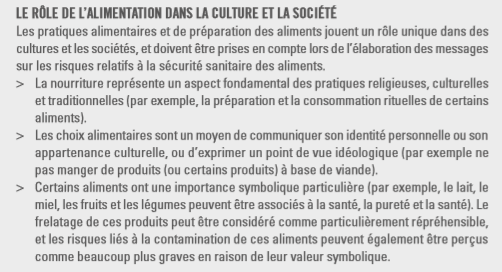 LE RÔLE DE L'ALIMENTATION DANS LA CULTURE ET LA SOCIÉTÉ
Les pratiques alimentaires et de préparation des aliments jouent un rôle unique dans des
cultures et les sociétés, et doivent être prises en compte lors de l'élaboration des messages
sur les risques relatifs à la sécurité sanitaire des aliments.
> La nourriture représente un aspect fondamental des pratiques religieuses, culturelles
et traditionnelles (par exemple, la préparation et la consommation rituelles de certains
aliments).
> Les choix alimentaires sont un moyen de communiquer son identité personnelle ou son
appartenance culturelle, ou d'exprimer un point de vue idéologique (par exemple ne
pas manger de produits (ou certains produits) à base de viande).
> Certains aliments ont une importance symbolique particulière (par exemple, le lait, le
miel, les fruits et les légumes peuvent être associés à la santé, la pureté et la santé). Le
frelatage de ces produits peut être considéré comme particulièrement répréhensible,
et les risques liés à la contamination de ces aliments peuvent également être perçus
comme beaucoup plus graves en raison de leur valeur symbolique.